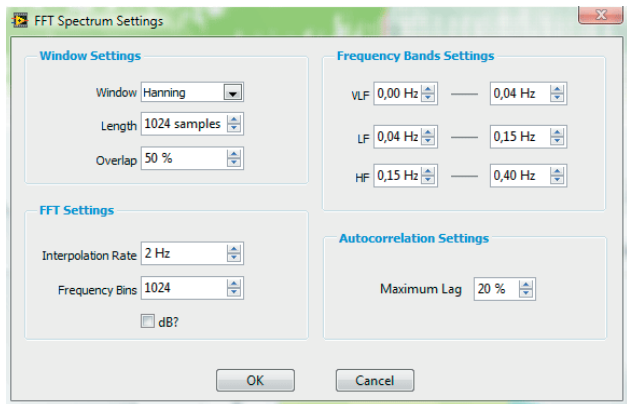 FFT Spectrum Settings
Window Settings
Window Hanning
Length 1024 samples
Overlap 50 %
FFT Settings
Interpolation Rate 2 Hz
Frequency Bins 1024
dB?
Frequency Bands Settings
VLF 0,00 Hz 0,04 Hz
LF 0,04 Hz 0,15 Hz
HF 0,15 Hz 0,40 Hz
Autocorrelation Settings
Maximum Lag 20 %
OK Cancel